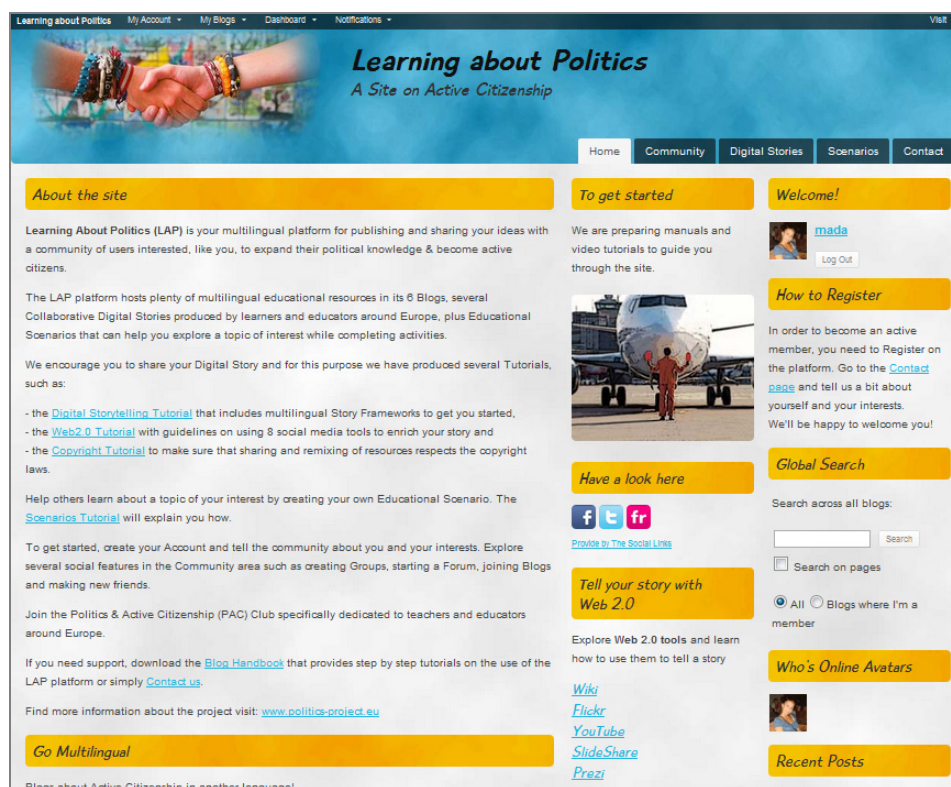 Learning about Politics My Account My Blogs Dashboard Notifications Visit
Learning about Politics
A Site on Active Citizenship
Home Community Digital Stories Scenarios Contact
About the site
Learning About Politics (LAP) is your multilingual platform for publishing and sharing your ideas with
a community of users interested, like you, to expand their political knowledge & become active
citizens.
The LAP platform hosts plenty of multilingual educational resources in its 6 Blogs, several
Collaborative Digital Stories produced by learners and educators around Europe, plus Educational
Scenarios that can help you explore a topic of interest while completing activities.
We encourage you to share your Digital Story and for this purpose we have produced several Tutorials,
such as:
- the Digital Storytelling Tutorial that includes multilingual Story Frameworks to get you started,
- the Web2.0 Tutorial with guidelines on using 8 social media tools to enrich your story and
- the Copyright Tutorial to make sure that sharing and remixing of resources respects the copyright
laws.
Help others learn about a topic of your interest by creating your own Educational Scenario. The
Scenarios Tutorial will explain you how.
To get started, create your Account and tell the community about you and your interests. Explore
several social features in the Community area such as creating Groups, starting a Forum, joining Blogs
and making new friends.
Join the Politics & Active Citizenship (PAC) Club specifically dedicated to teachers and educators
around Europe.
If you need support, download the Blog Handbook that provides step by step tutorials on the use of the
LAP platform or simply Contact us.
Find more information about the project visit: www.politics-project.eu
Go Multilingual
Blogs about Active Citizenship in another language!
To get started
We are preparing manuals and
video tutorials to guide you
through the site.
Have a look here
f t fr
Provide by The Social Links
Tell your story with
Web 2.0
Explore Web 2.0 tools and learn
how to use them to tell a story
Wiki
Flickr
YouTube
SlideShare
Prezi
Welcome!
mada
Log Out
How to Register
In order to become an active
member, you need to Register on
the platform. Go to the Contact
page and tell us a bit about
yourself and your interests.
We'll be happy to welcome you!
Global Search
Search across all blogs:
Search
Search on pages
All Blogs where I'm a
member
Who's Online Avatars
Recent Posts